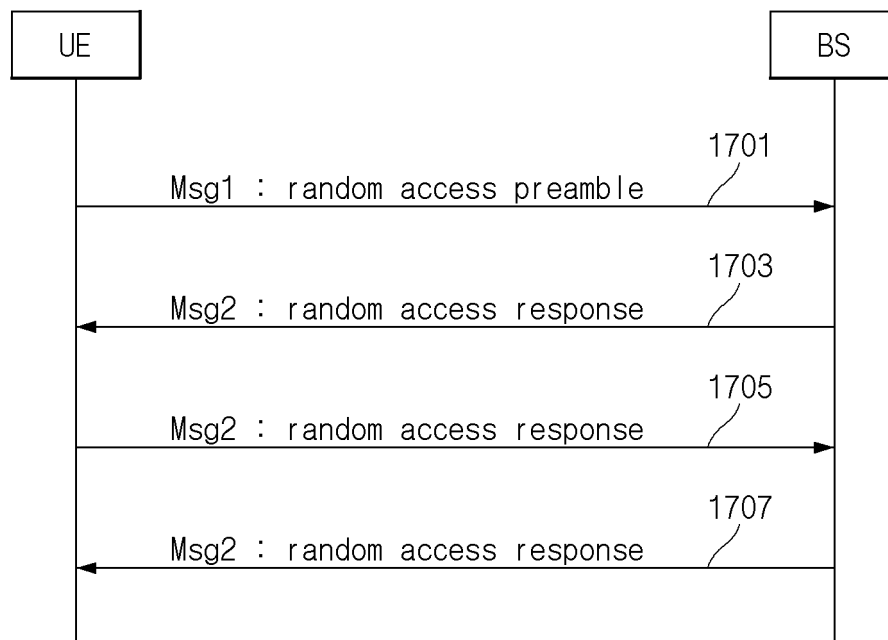 UE
BS
1701
Msg1 : random access preamble
1703
Msg2 : random access response
1705
Msg2 : random access response
1707
Msg2 : random access response